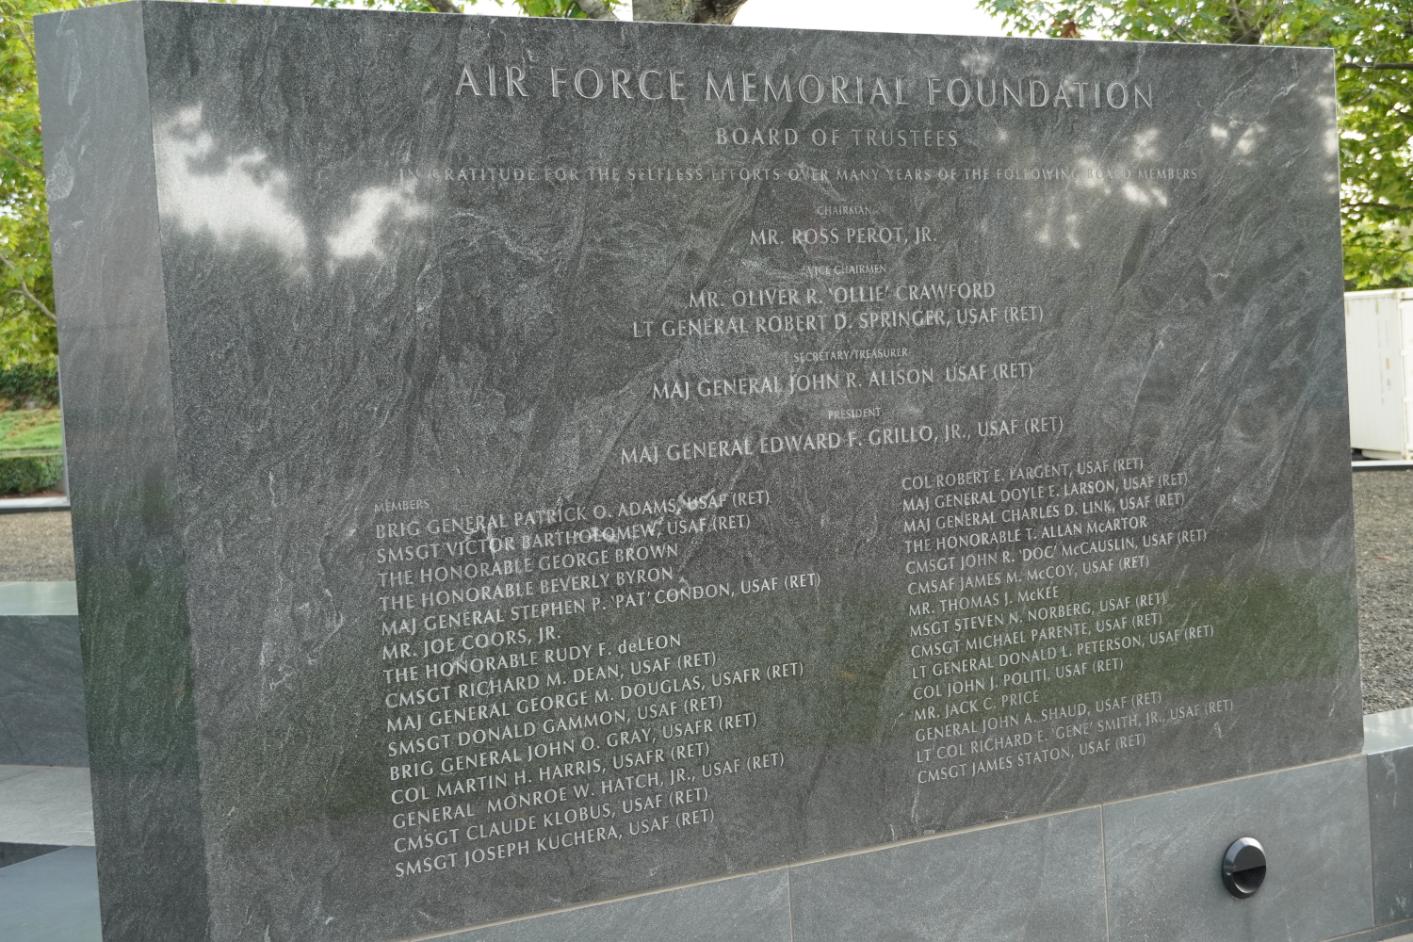 AIR FORCE MEMORIAL FOUNDATION
BOARD OF TRUSTEES
IN GRATITUDE FOR THE SELFLESS EFFORTS OVER MANY YEARS OF THE FOLLOWING BOARD MEMBERS
CHAIRMAN
MR. ROSS PEROT, JR.
VICE CHAIRMEN
MR. OLIVER R. 'OLLIE' CRAWFORD
LT GENERAL ROBERT D. SPRINGER, USAF (RET)
SECRETARY/TREASURER
MAJ GENERAL JOHN R. ALISON USAF (RET)
PRESIDENT
MAJ GENERAL EDWARD F. GRILLO, JR., USAF (RET)
MEMBERS
BRIG GENERAL PATRICK O. ADAMS, USAF (RET)
SMSGT VICTOR BARTHOLOMEW, USAF (RET)
THE HONORABLE GEORGE BROWN
THE HONORABLE BEVERLY BYRON
MAJ GENERAL STEPHEN P. 'PAT' CONDON, USAF (RET)
MR. JOE COORS, JR.
THE HONORABLE RUDY F. deLEON
CMSGT RICHARD M. DEAN, USAF (RET)
MAJ GENERAL GEORGE M. DOUGLAS, USAFR (RET)
SMSGT DONALD GAMMON, USAF (RET)
BRIG GENERAL JOHN O. GRAY, USAFR (RET)
COL MARTIN H. HARRIS, USAFR (RET)
GENERAL MONROE W. HATCH, JR., USAF (RET)
CMSGT CLAUDE KLOBUS, USAF (RET)
SMSGT JOSEPH KUCHERA, USAF (RET)
COL ROBERT E. LARGENT, USAF (RET)
MAJ GENERAL DOYLE E. LARSON, USAF (RET)
MAJ GENERAL CHARLES D. LINK, USAF (RET)
THE HONORABLE T. ALLAN McARTOR
CMSGT JOHN R. 'DOC' McCAUSLIN, USAF (RET)
CMSAF JAMES M. McCOY, USAF (RET)
MR. THOMAS J. McKEE
MSGT STEVEN N. NORBERG, USAF (RET)
CMSGT MICHAEL PARENTE, USAF (RET)
LT GENERAL DONALD L. PETERSON, USAF (RET)
COL JOHN J. POLITI, USAF (RET)
MR. JACK C. PRICE
GENERAL JOHN A. SHAUD, USAF (RET)
LT COL RICHARD E. 'GENE' SMITH, JR., USAF (RET)
CMSGT JAMES STATON, USAF (RET)